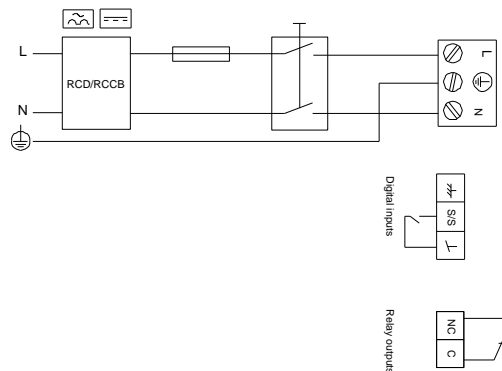 L
RCD/RCCB
N
L
N
Digital inputs
S/S
Relay outputs
NC
C